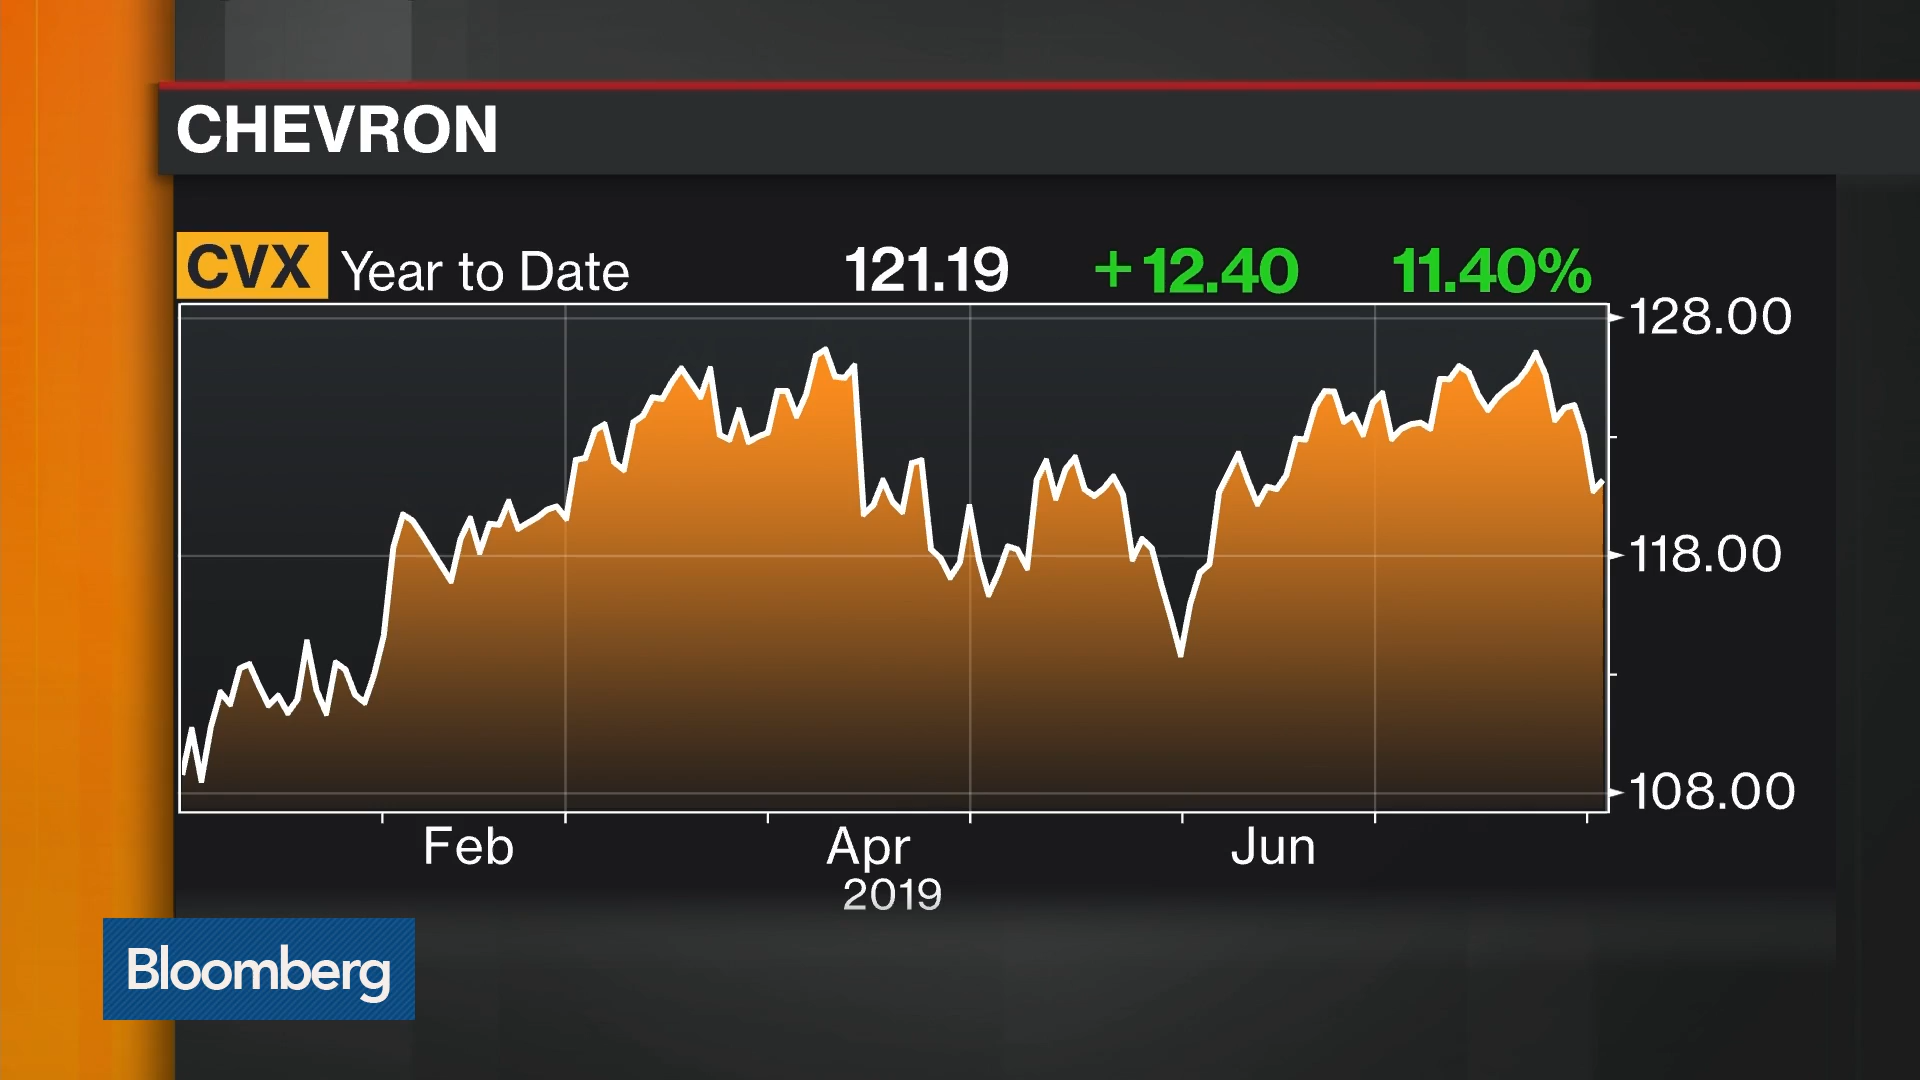 CHEVRON
CVX Year to Date 121.19 +12.40 11.40%
128.00
118.00
108.00
Feb Apr Jun
2019
Bloomberg